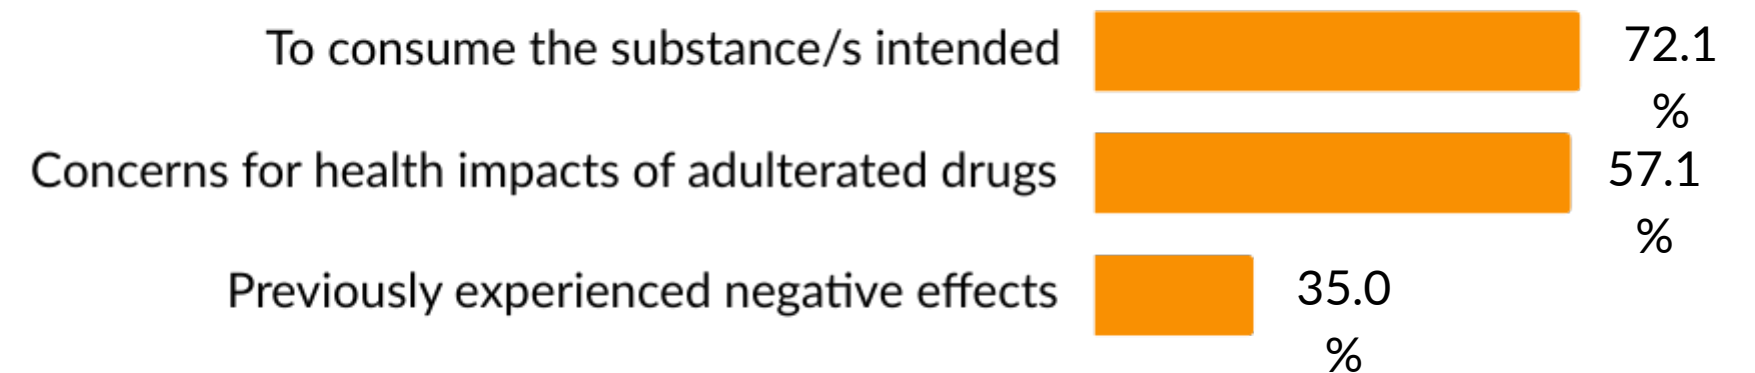 To consume the substance/s intended 72.1
%
Concerns for health impacts of adulterated drugs 57.1
%
Previously experienced negative effects 35.0
%